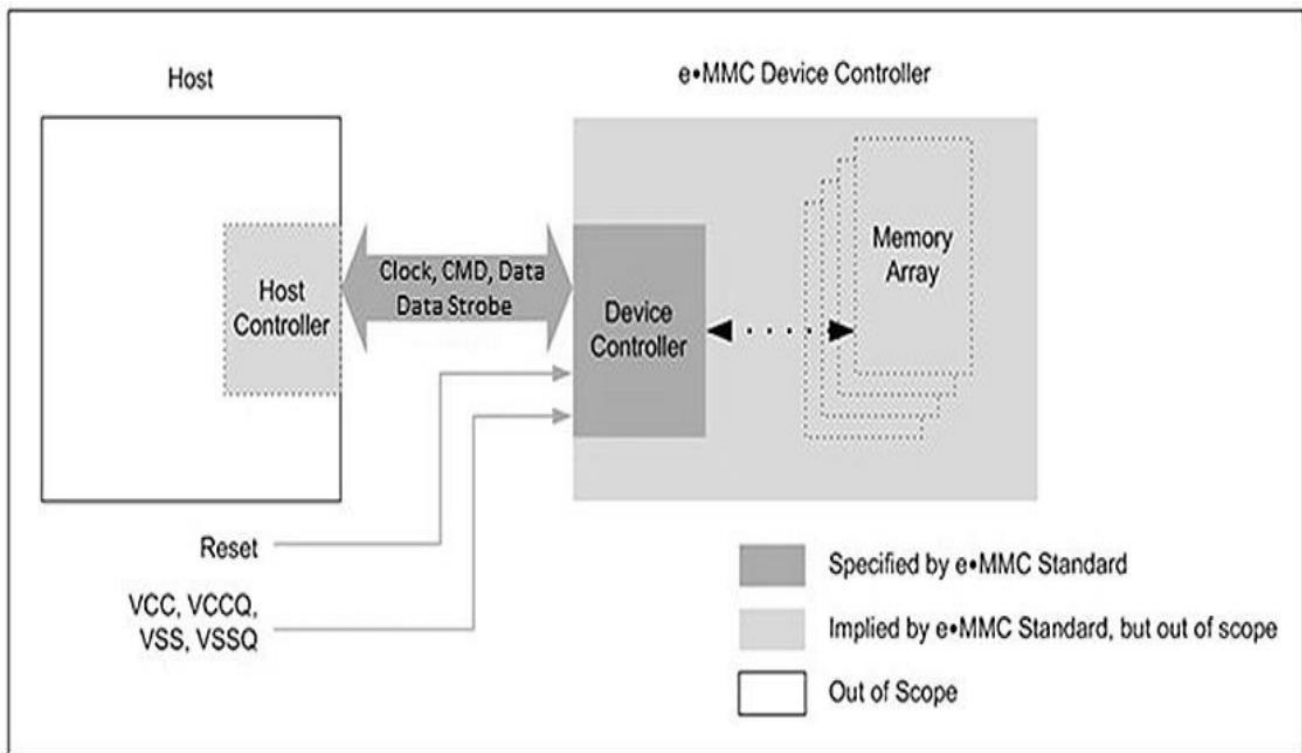 Host
e•MMC Device Controller
Host
Controller
Clock, CMD, Data
Data Strobe
Device
Controller
Memory
Array
Reset
VCC, VCCQ,
VSS, VSSQ
Specified by e•MMC Standard
Implied by e•MMC Standard, but out of scope
Out of Scope